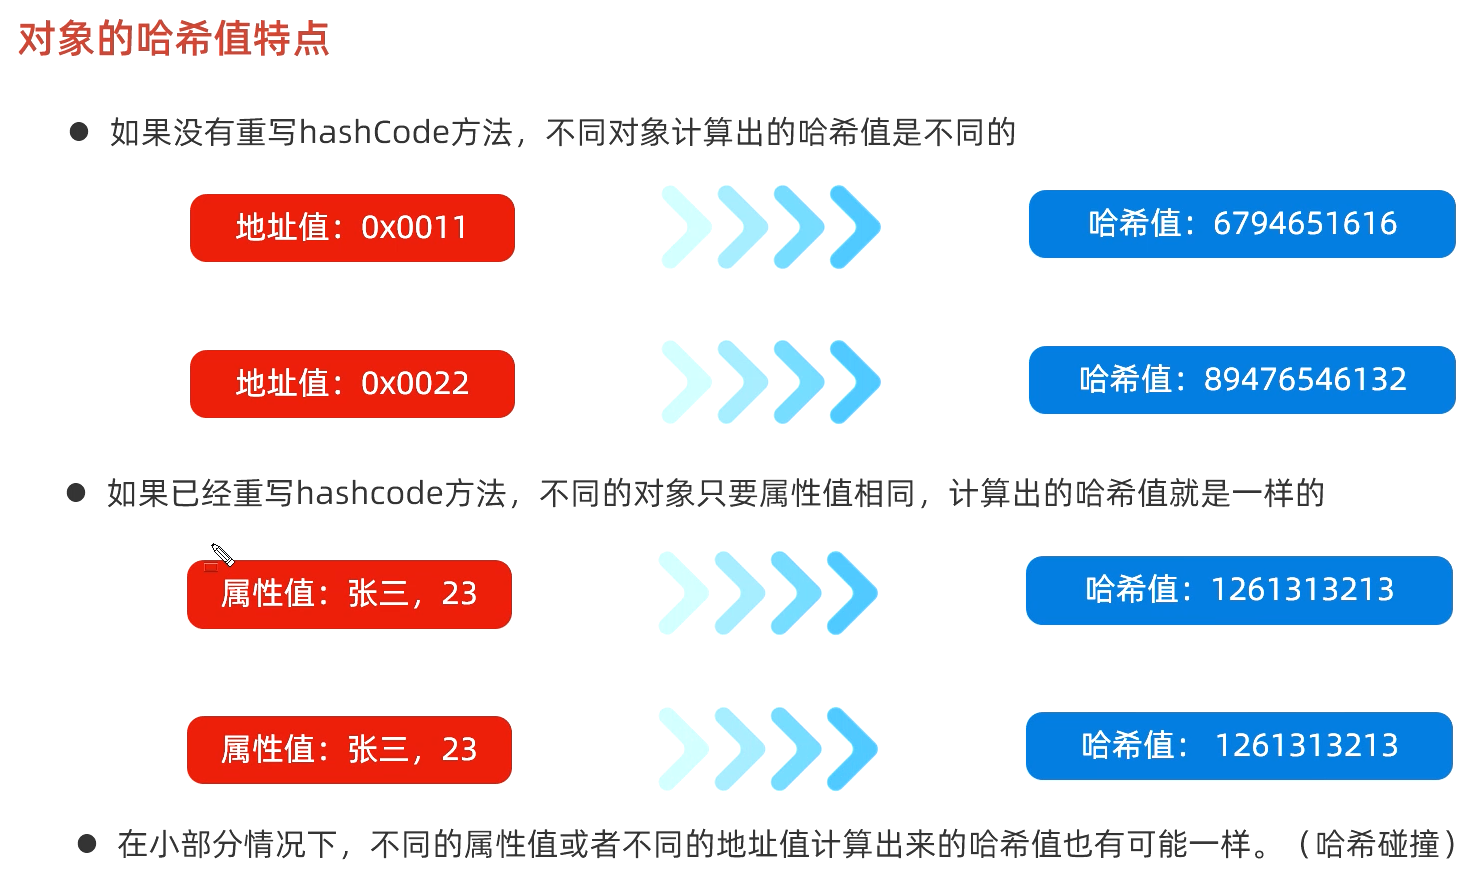 对象的哈希值特点
● 如果没有重写hashCode方法，不同对象计算出的哈希值是不同的
地址值：0x0011
哈希值：6794651616
地址值：0x0022
哈希值：89476546132
● 如果已经重写hashcode方法，不同的对象只要属性值相同，计算出的哈希值就是一样的
属性值：张三，23
哈希值：1261313213
属性值：张三，23
哈希值： 1261313213
● 在小部分情况下，不同的属性值或者不同的地址值计算出来的哈希值也有可能一样。（哈希碰撞）